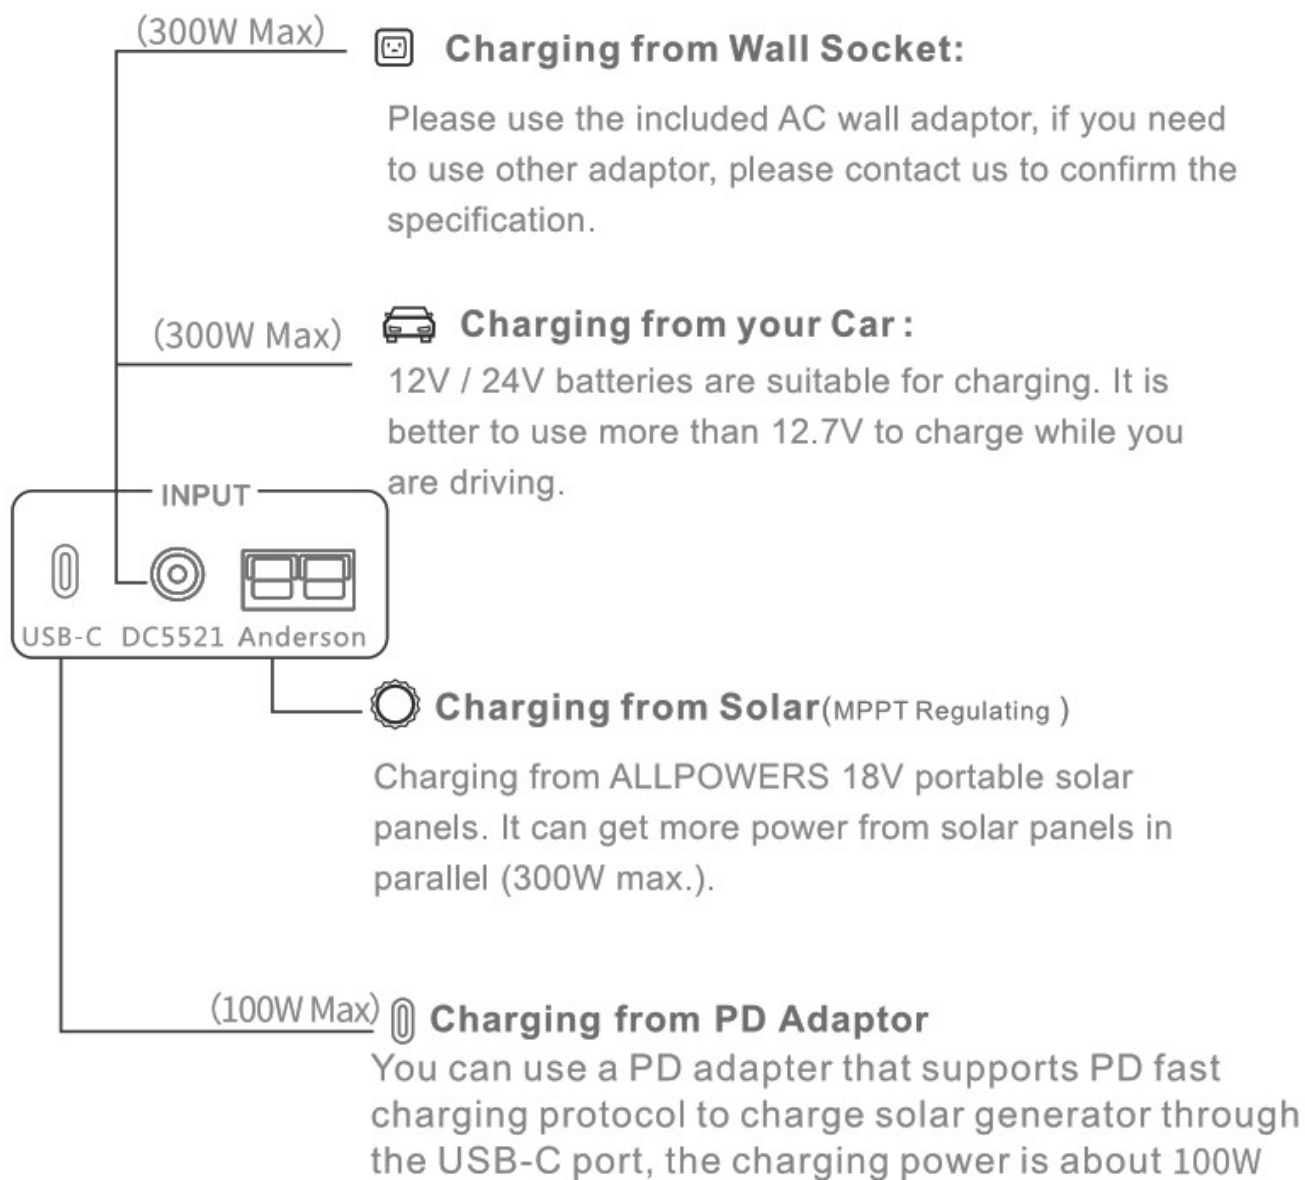 (300W Max)
Charging from Wall Socket:
Please use the included AC wall adaptor, if you need
to use other adaptor, please contact us to confirm the
specification.
(300W Max)
Charging from your Car :
12V / 24V batteries are suitable for charging. It is
better to use more than 12.7V to charge while you
are driving.
INPUT
USB-C DC5521 Anderson
Charging from Solar(MPPT Regulating )
Charging from ALLPOWERS 18V portable solar
panels. It can get more power from solar panels in
parallel (300W max.).
(100W Max)
Charging from PD Adaptor
You can use a PD adapter that supports PD fast
charging protocol to charge solar generator through
the USB-C port, the charging power is about 100W